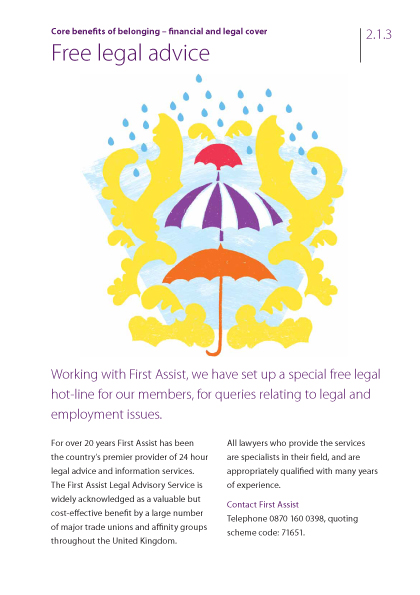 Core benefits of belonging – financial and legal cover
2.1.3
Free legal advice
Working with First Assist, we have set up a special free legal
hot-line for our members, for queries relating to legal and
employment issues.
For over 20 years First Assist has been
the country's premier provider of 24 hour
legal advice and information services.
The First Assist Legal Advisory Service is
widely acknowledged as a valuable but
cost-effective benefit by a large number
of major trade unions and affinity groups
throughout the United Kingdom.
All lawyers who provide the services
are specialists in their field, and are
appropriately qualified with many years
of experience.
Contact First Assist
Telephone 0870 160 0398, quoting
scheme code: 71651.